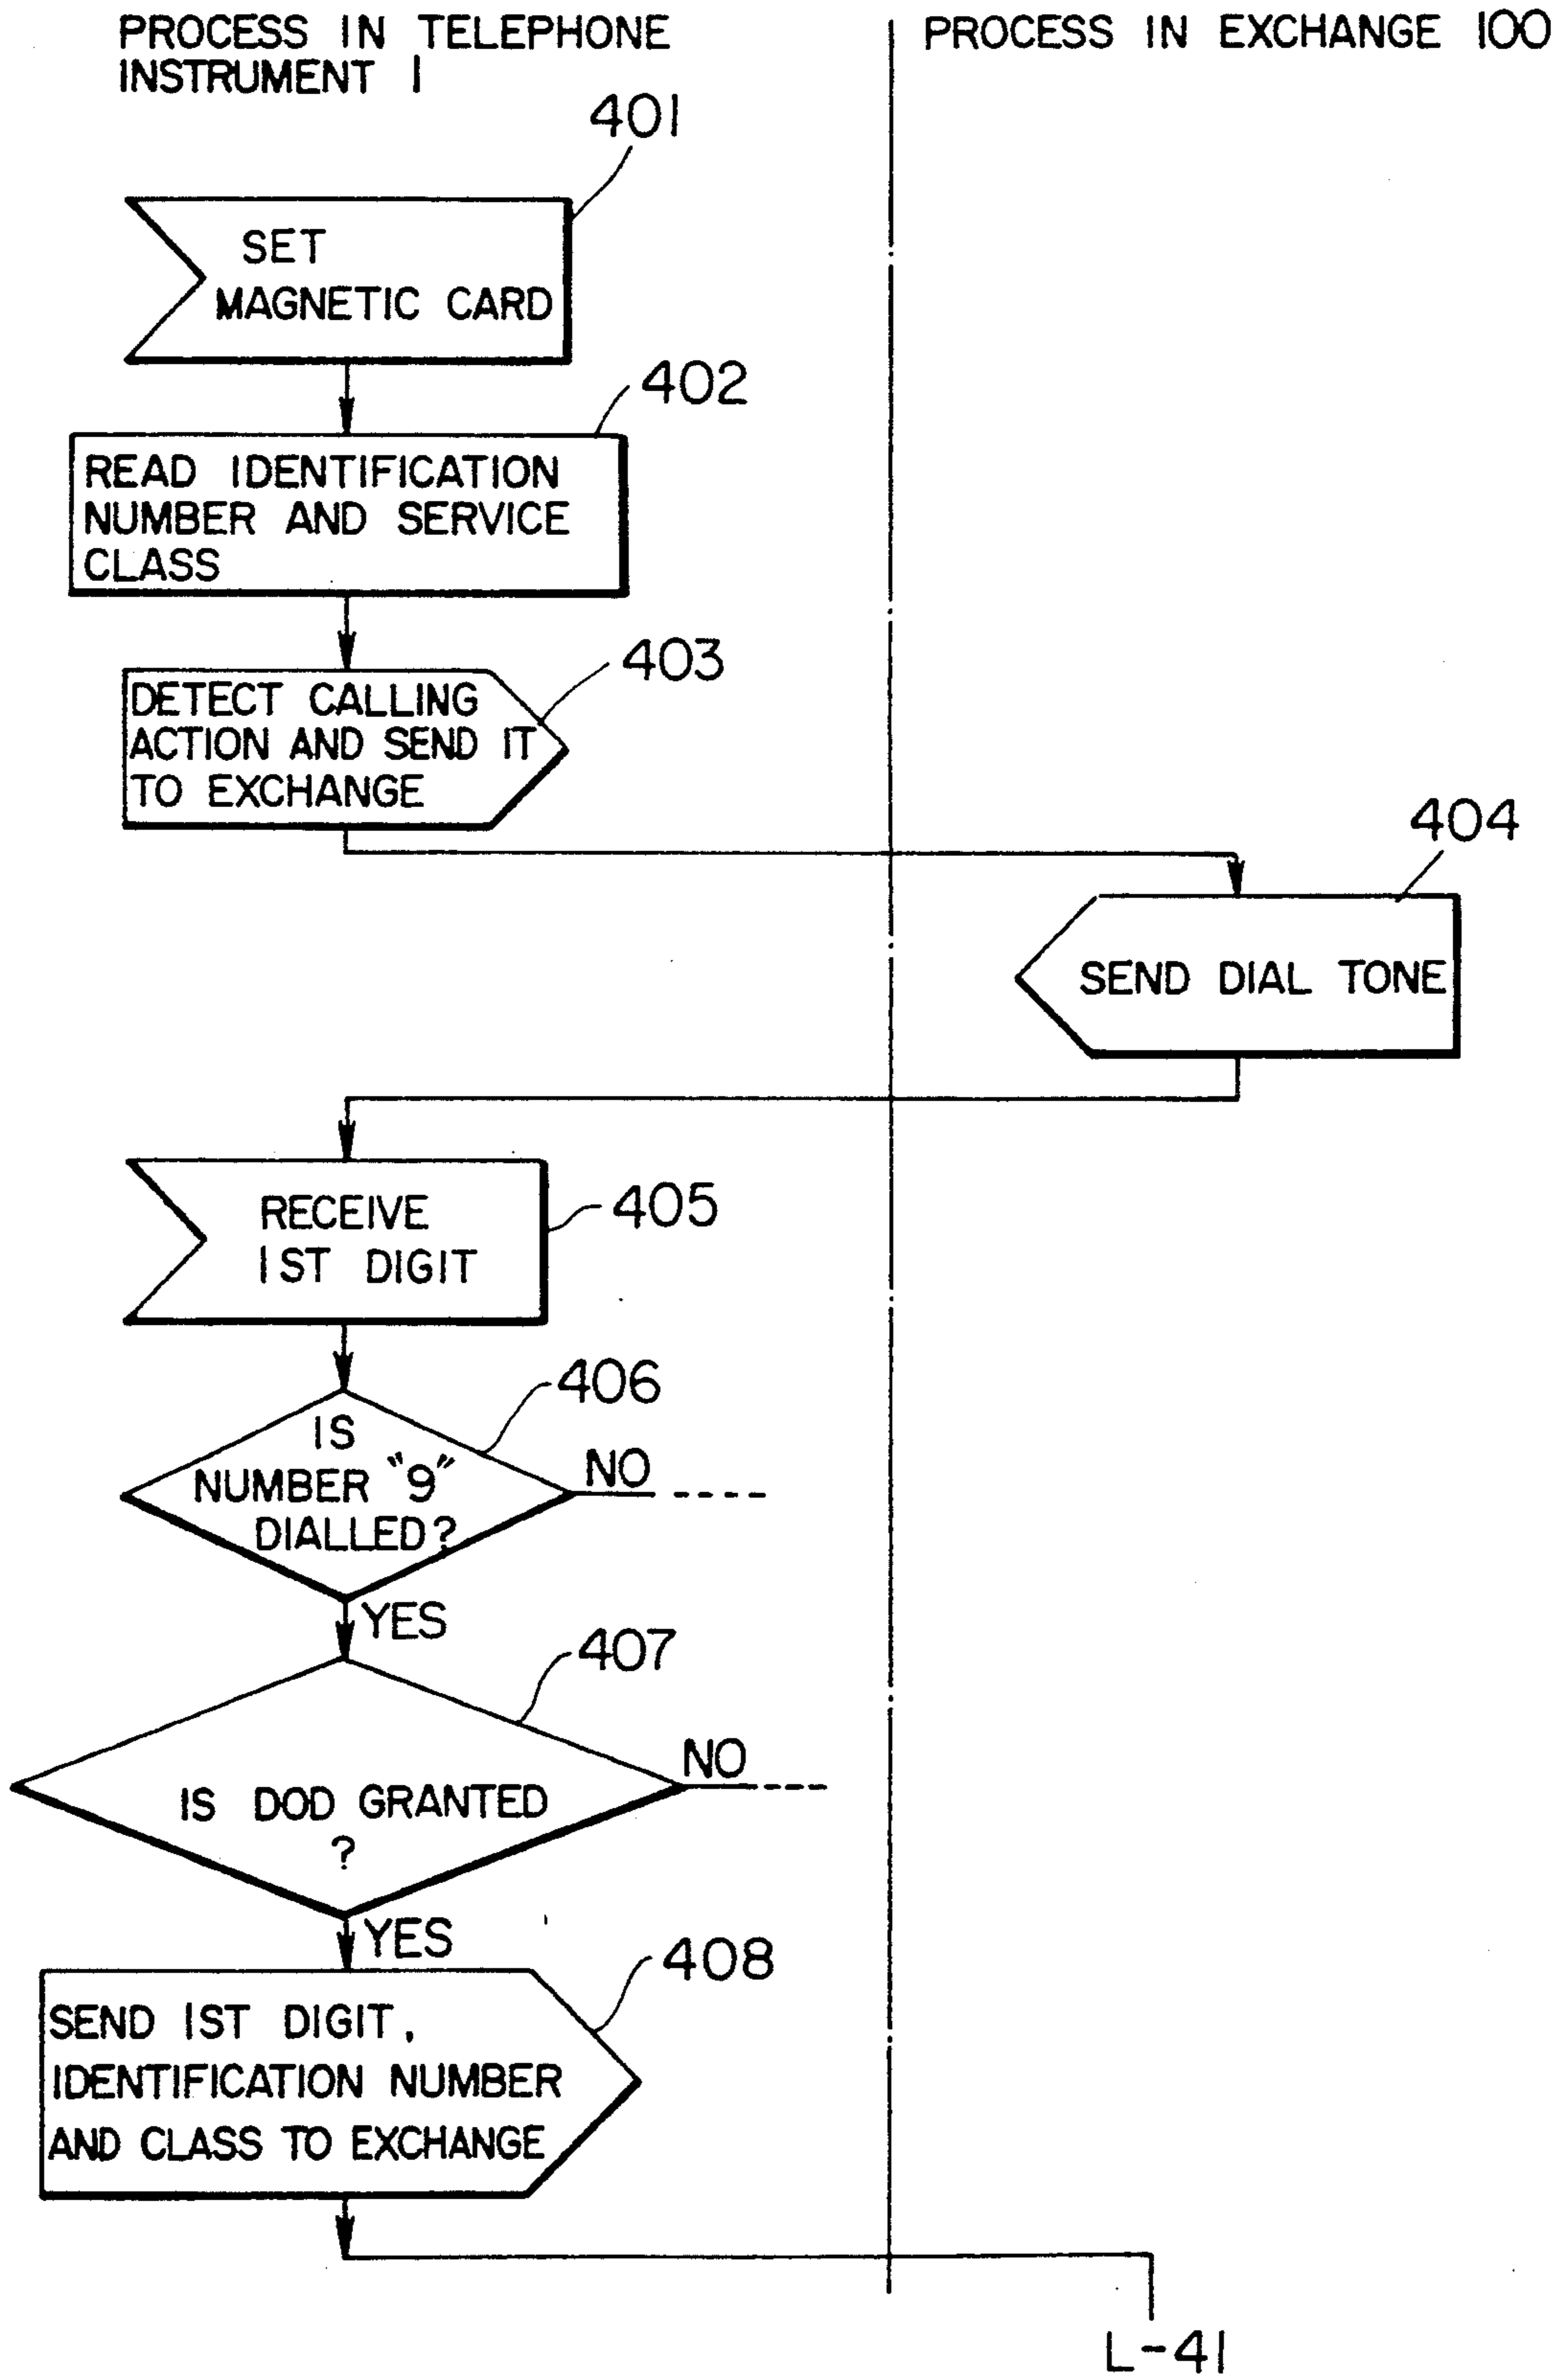 PROCESS IN TELEPHONE
INSTRUMENT 1
PROCESS IN EXCHANGE 100
401
SET
MAGNETIC CARD
402
READ IDENTIFICATION
NUMBER AND SERVICE
CLASS
403
DETECT CALLING
ACTION AND SEND IT
TO EXCHANGE
404
SEND DIAL TONE
405
RECEIVE
1ST DIGIT
406
IS
NUMBER "9"
DIALLED?
NO
YES
407
IS DOD GRANTED
?
NO
YES
408
SEND 1ST DIGIT,
IDENTIFICATION NUMBER
AND CLASS TO EXCHANGE
L-41